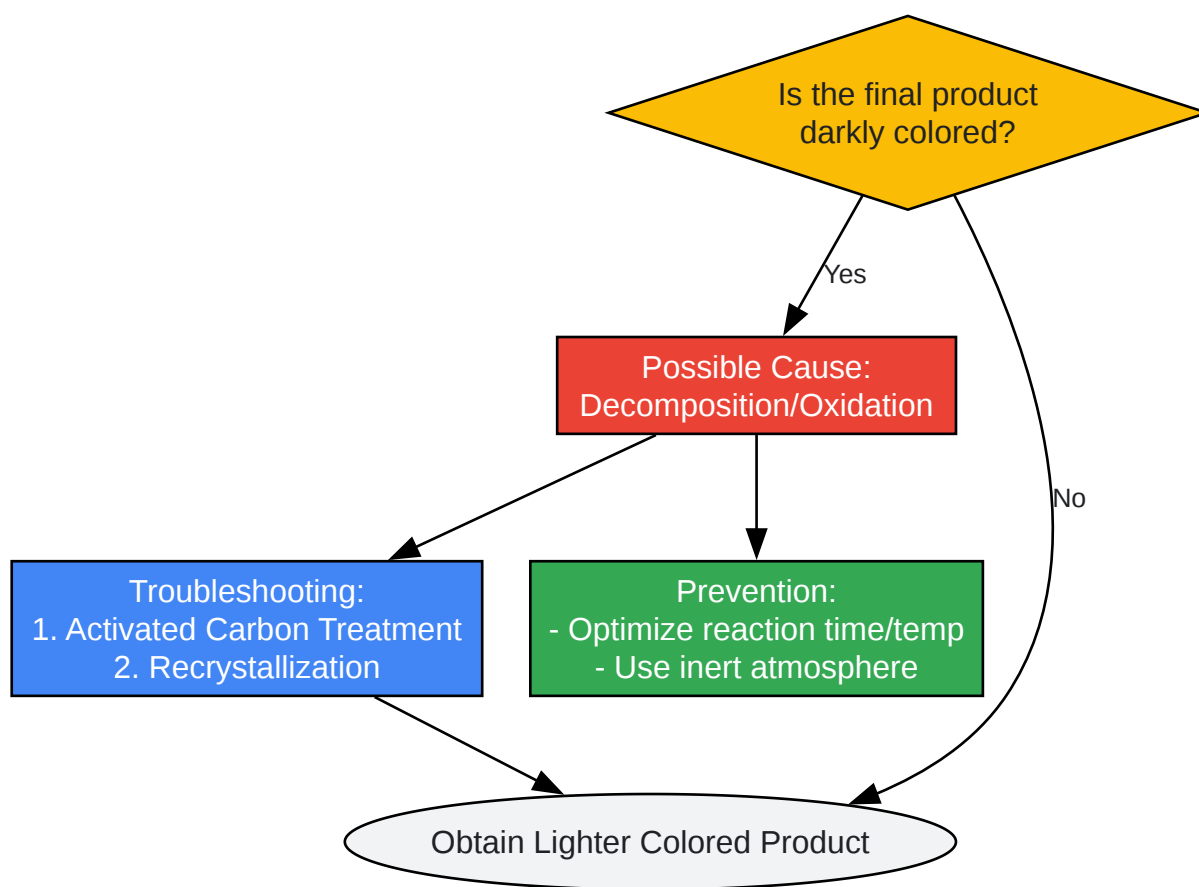 Is the final product
darkly colored?
Yes
Possible Cause:
Decomposition/Oxidation
No
Troubleshooting:
1. Activated Carbon Treatment
2. Recrystallization
Prevention:
- Optimize reaction time/temp
- Use inert atmosphere
Obtain Lighter Colored Product